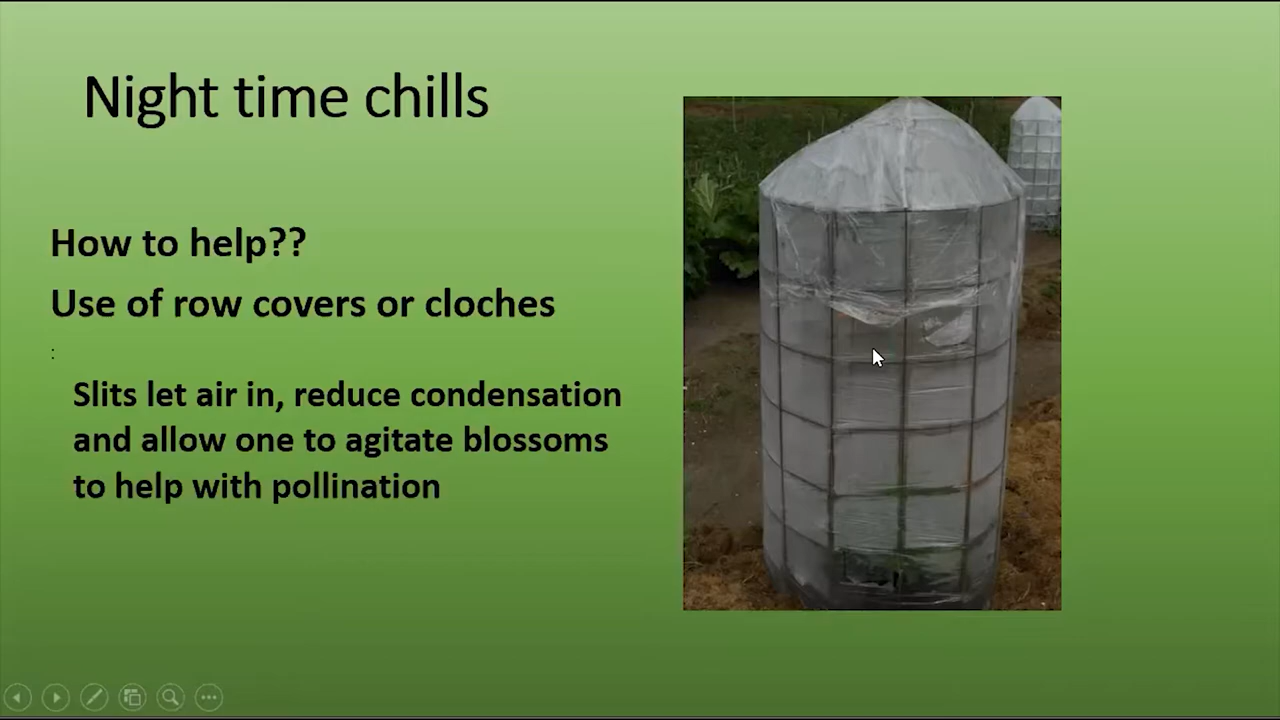 Night time chills
How to help??
Use of row covers or cloches
:
Slits let air in, reduce condensation
and allow one to agitate blossoms
to help with pollination